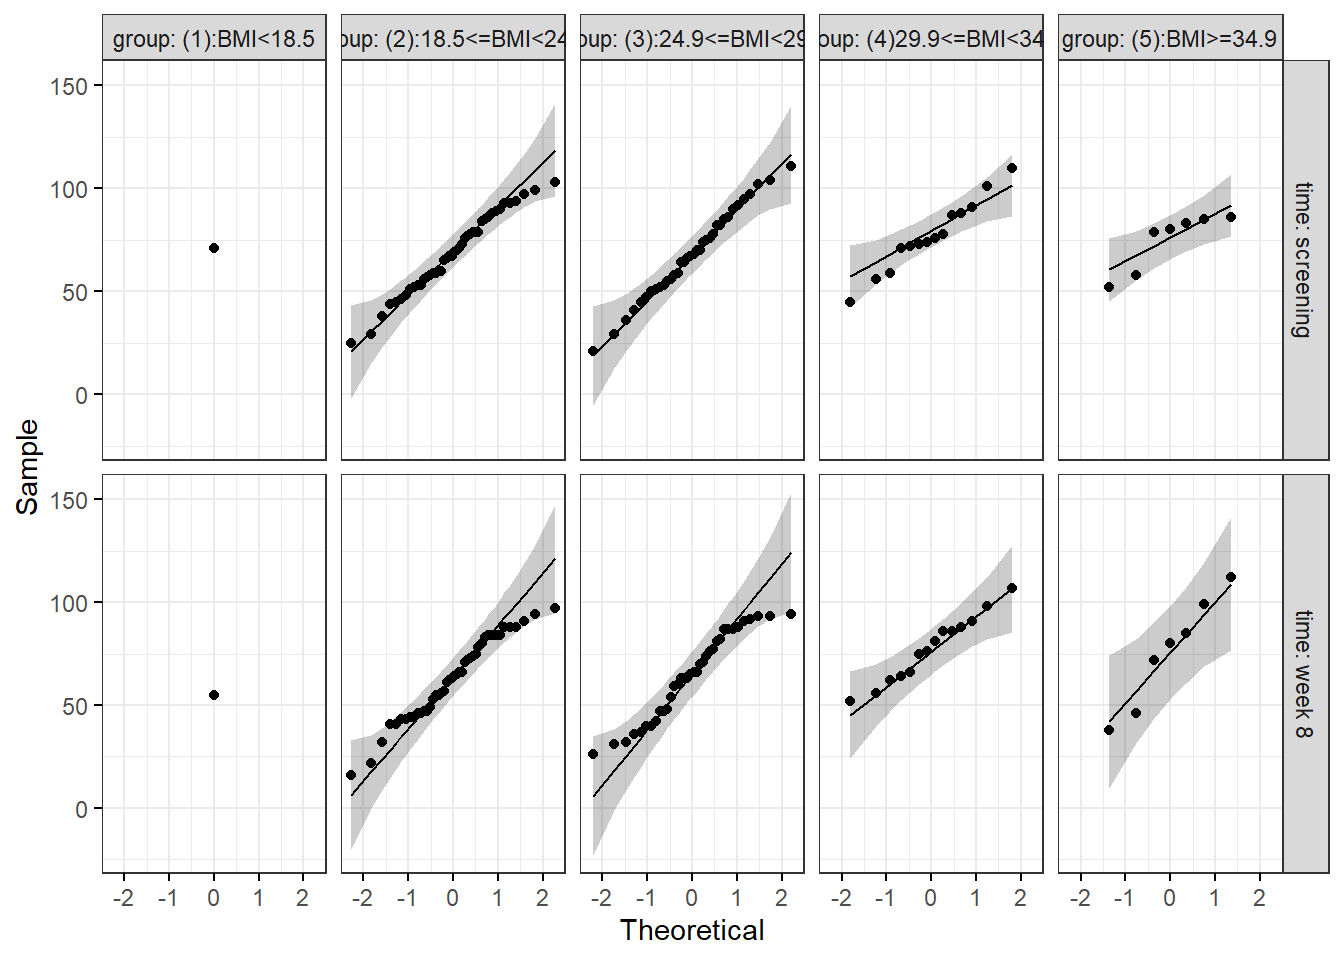 group: (1):BMI<18.5
oup: (2):18.5<=BMI<24
oup: (3):24.9<=BMI<29
oup: (4)29.9<=BMI<34
group: (5):BMI>=34.9
150
100
50
0
time: screening
Sample
150
100
50
0
time: week 8
-2 -1 0 1 2
-2 -1 0 1 2
-2 -1 0 1 2
-2 -1 0 1 2
-2 -1 0 1 2
Theoretical